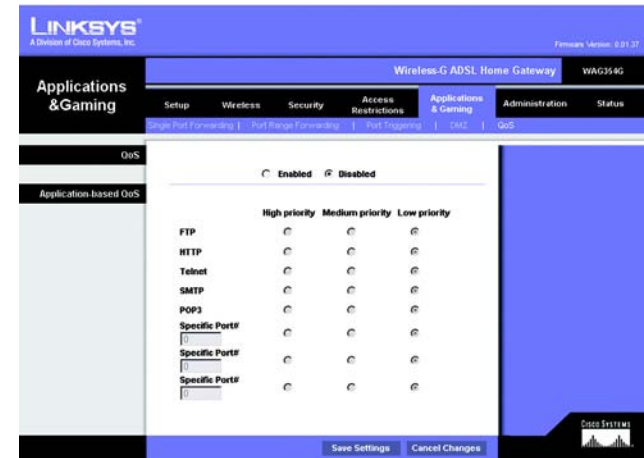 LINKSYS®
A Division of Cisco Systems, Inc.
Firmware Version: 0.01.37
Wireless-G ADSL Home Gateway WAG354G
Applications
&Gaming
Setup Wireless Security Access Restrictions Applications & Gaming Administration Status
Single Port Forwarding | Port Range Forwarding | Port Triggering | DMZ | QoS
QoS
Enabled Disabled
Application-based QoS
High priority Medium priority Low priority
FTP
HTTP
Telnet
SMTP
POP3
Specific Port#
0
Specific Port#
0
Specific Port#
0
CISCO SYSTEMS
Save Settings Cancel Changes